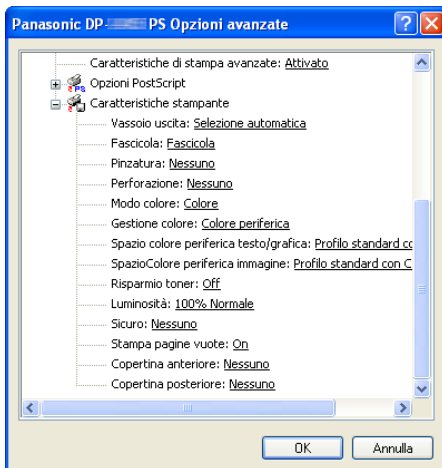 Panasonic DP- PS Opzioni avanzate
Caratteristiche di stampa avanzate: Attivato
Opzioni PostScript
Caratteristiche stampante
Vassoio uscita: Selezione automatica
Fascicola: Fascicola
Pinzatura: Nessuno
Perforazione: Nessuno
Modo colore: Colore
Gestione colore: Colore periferica
Spazio colore periferica testo/grafica: Profilo standard
SpazioColore periferica immagine: Profilo standard con C
Risparmio toner: Off
Luminosità: 100% Normale
Sicuro: Nessuno
Stampa pagine vuote: On
Copertina anteriore: Nessuno
Copertina posteriore: Nessuno
OK Annulla